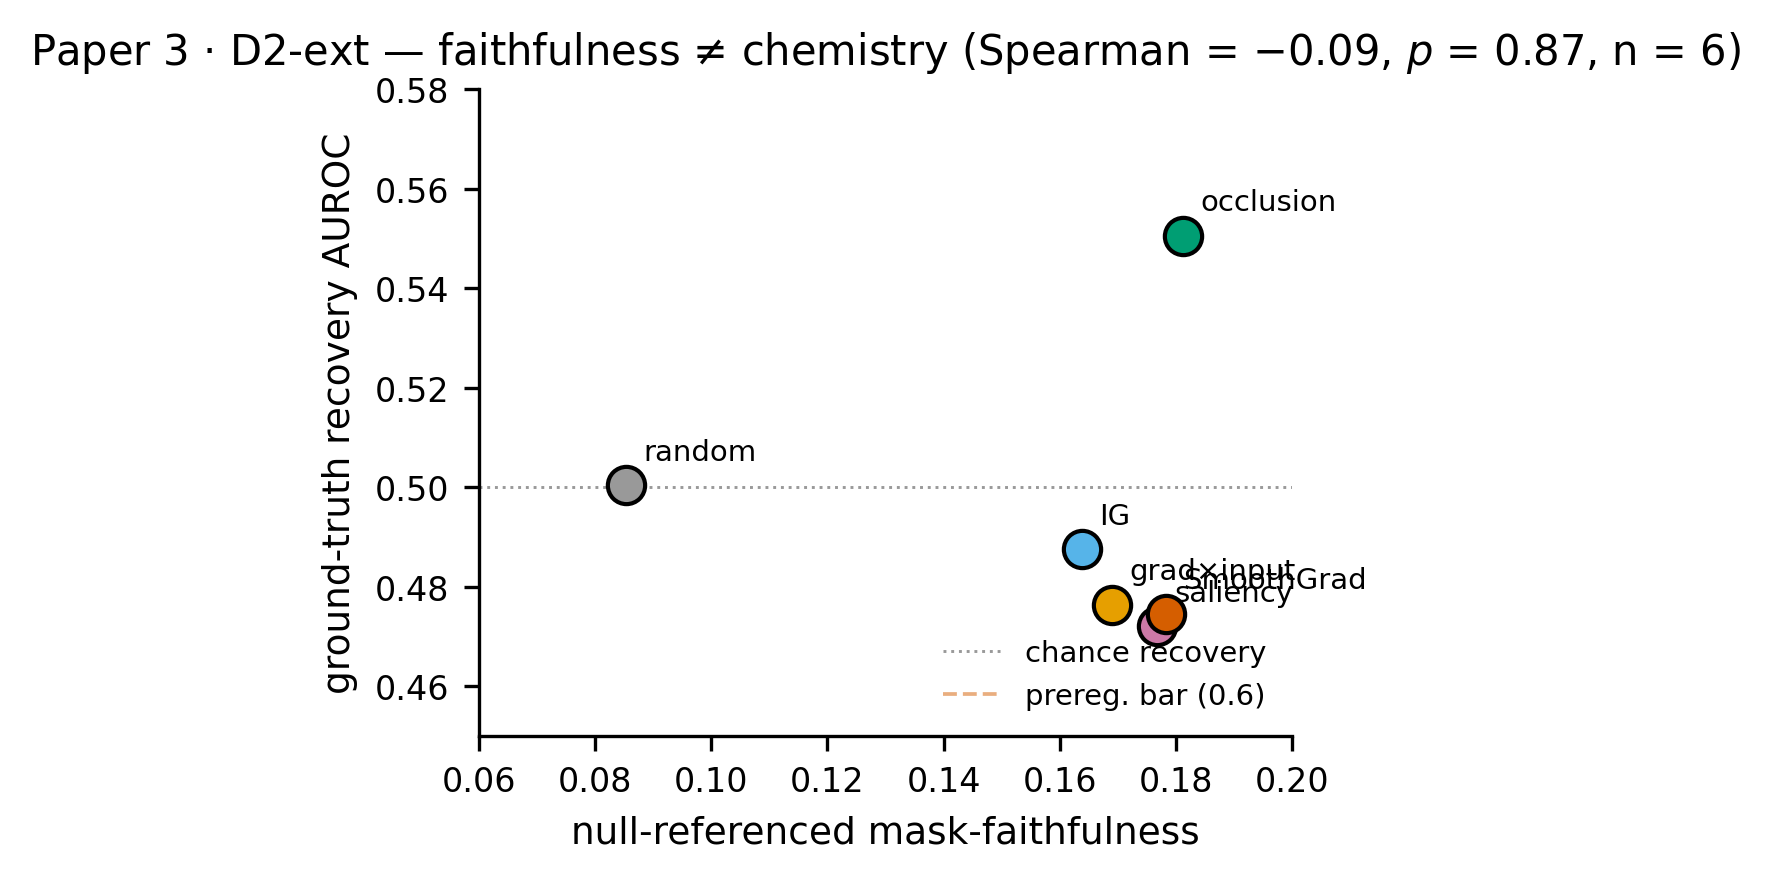 Paper 3 · D2-ext — faithfulness ≠ chemistry (Spearman = −0.09, p = 0.87, n = 6)
ground-truth recovery AUROC
0.58
0.56
0.54
0.52
0.50
0.48
0.46
occlusion
random
IG
grad×input
SmoothGrad
saliency
chance recovery
prereg. bar (0.6)
0.06 0.08 0.10 0.12 0.14 0.16 0.18 0.20
null-referenced mask-faithfulness